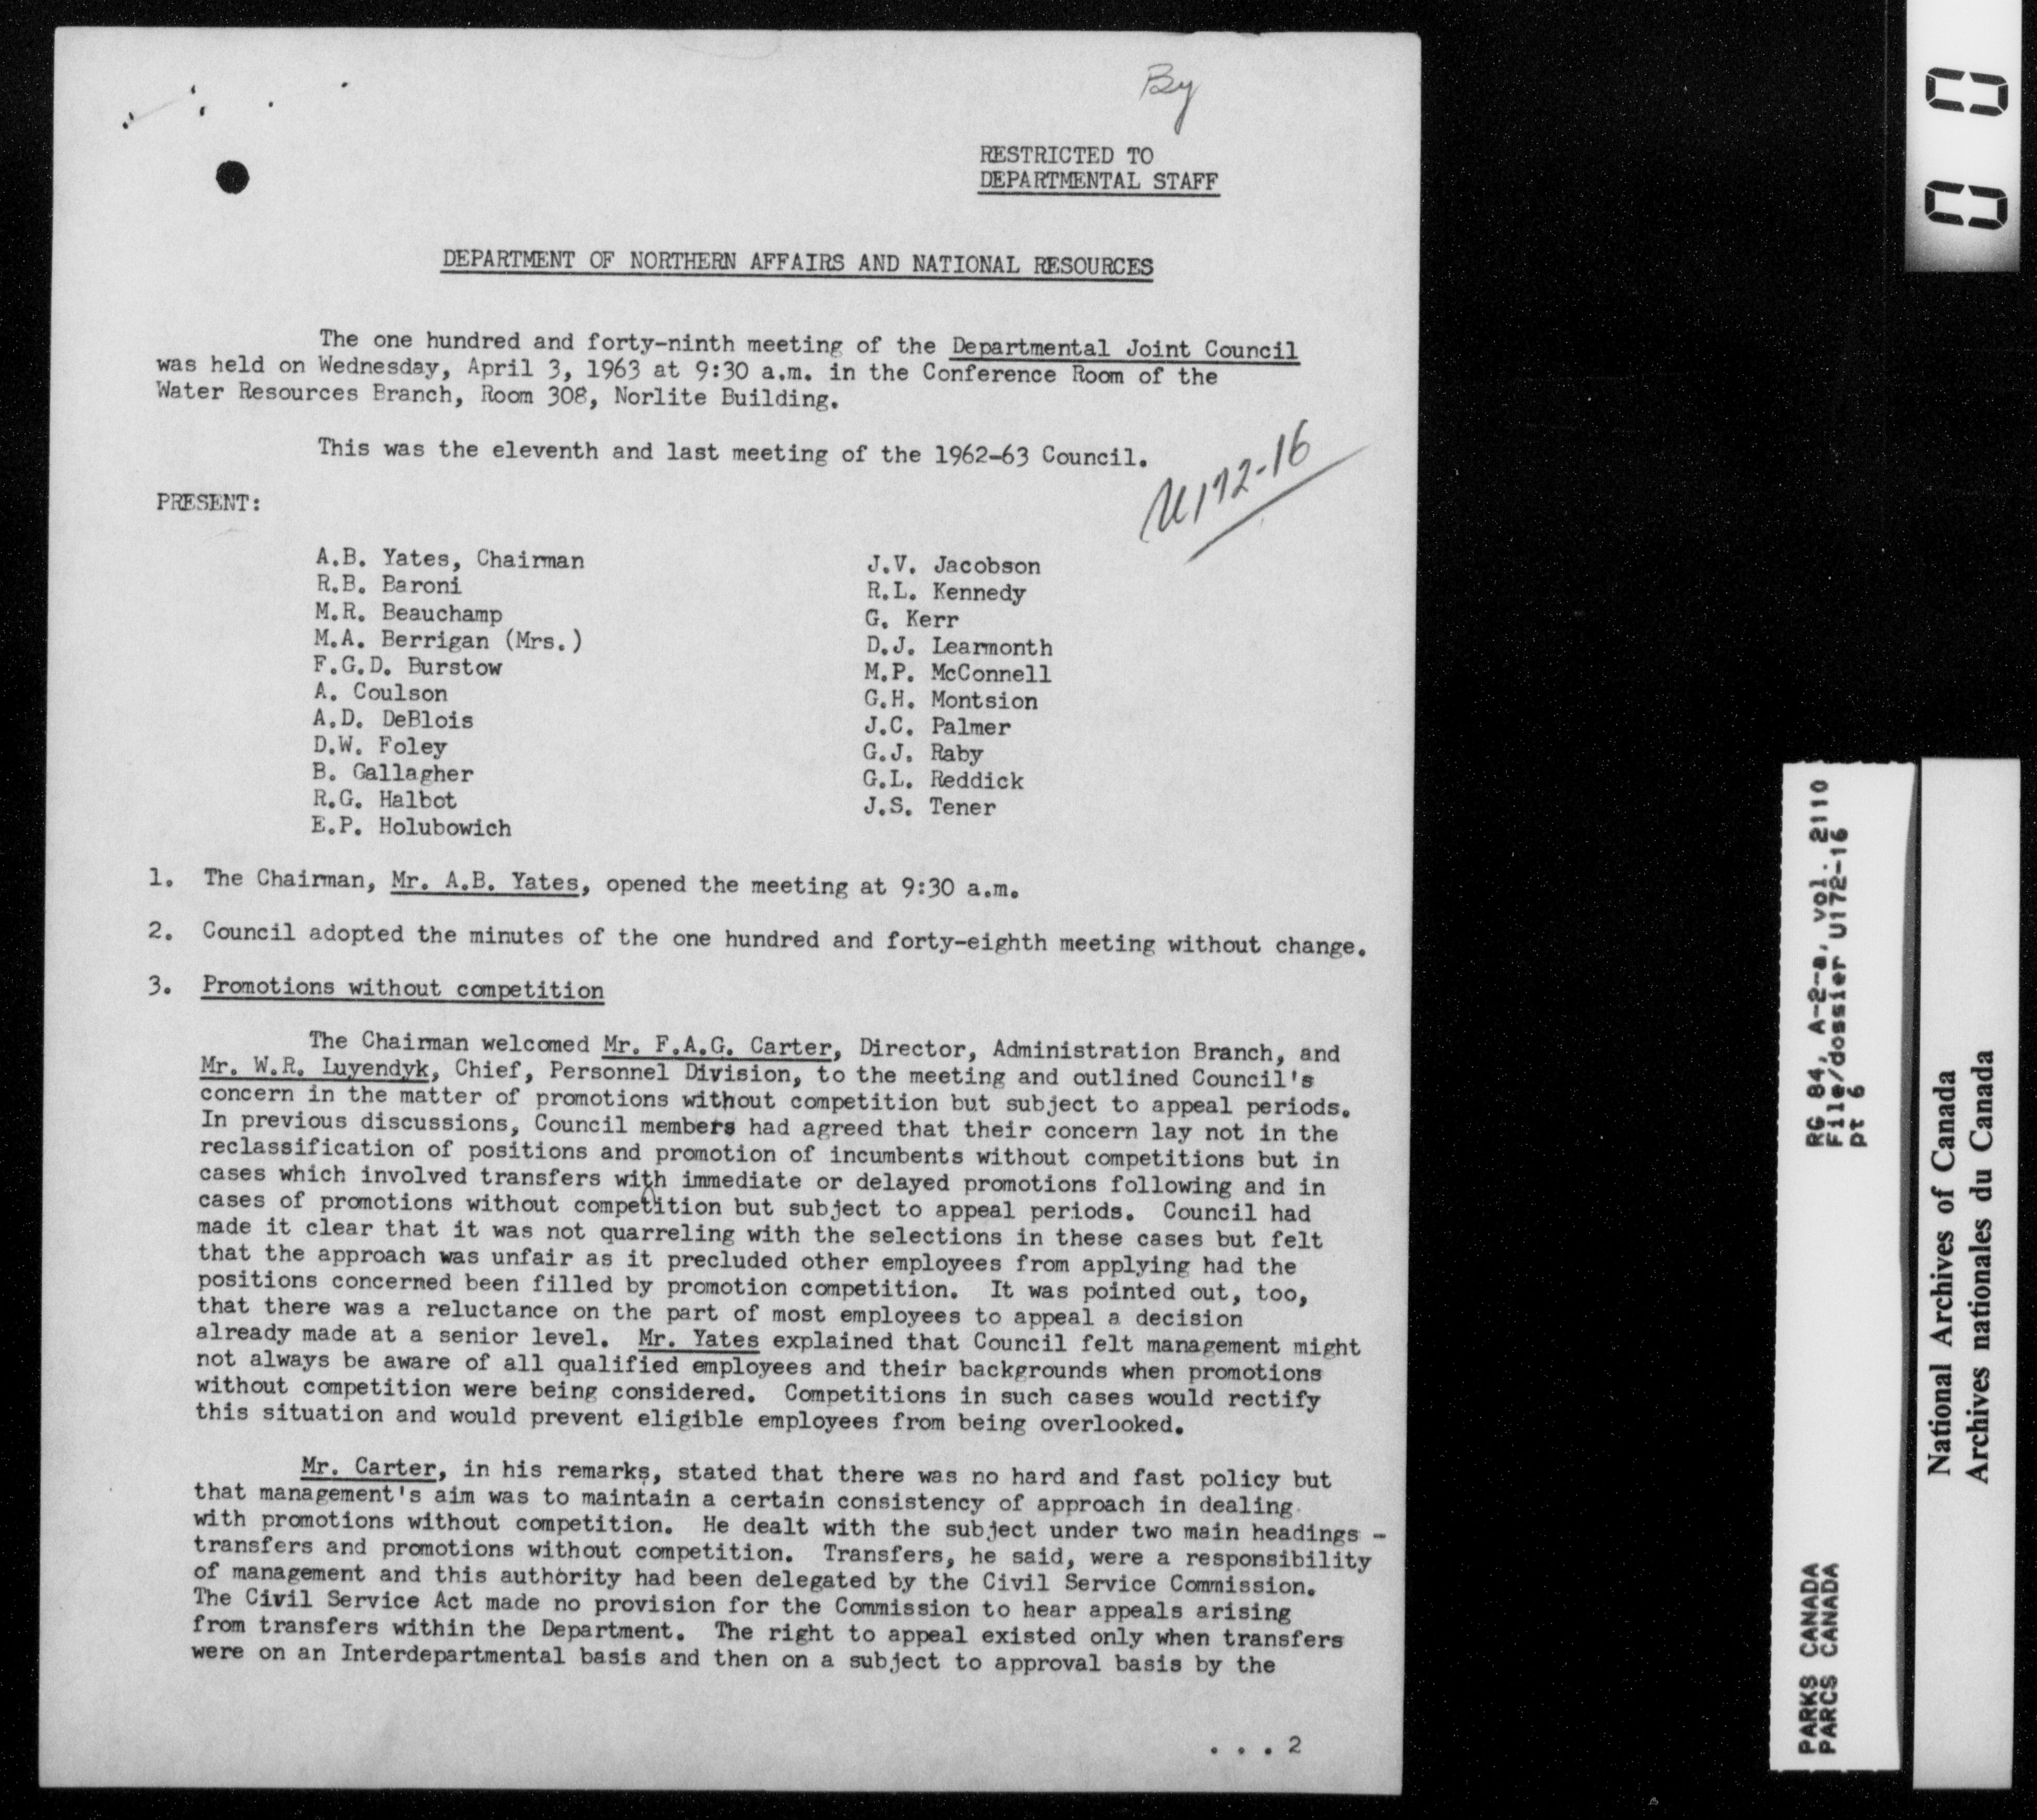 By
RESTRICTED TO
DEPARTMENTAL STAFF
DEPARTMENT OF NORTHERN AFFAIRS AND NATIONAL RESOURCES
The one hundred and forty-ninth meeting of the Departmental Joint Council
was held on Wednesday, April 3, 1963 at 9:30 a.m. in the Conference Room of the
Water Resources Branch, Room 308, Norlite Building.
This was the eleventh and last meeting of the 1962-63 Council.
U172-16
PRESENT:
A.B. Yates, Chairman
R.B. Baroni
M.R. Beauchamp
M.A. Berrigan (Mrs.)
F.G.D. Burstow
A. Coulson
A.D. DeBlois
D.W. Foley
B. Gallagher
R.G. Halbot
E.P. Holubowich
J.V. Jacobson
R.L. Kennedy
G. Kerr
D.J. Learmonth
M.P. McConnell
G.H. Montsion
J.C. Palmer
G.J. Raby
G.L. Reddick
J.S. Tener
1. The Chairman, Mr. A.B. Yates, opened the meeting at 9:30 a.m.
2. Council adopted the minutes of the one hundred and forty-eighth meeting without change.
3. Promotions without competition
The Chairman welcomed Mr. F.A.G. Carter, Director, Administration Branch, and
Mr. W.R. Luyendyk, Chief, Personnel Division, to the meeting and outlined Council's
concern in the matter of promotions without competition but subject to appeal periods.
In previous discussions, Council members had agreed that their concern lay not in the
reclassification of positions and promotion of incumbents without competitions but in
cases which involved transfers with immediate or delayed promotions following and in
cases of promotions without competition but subject to appeal periods. Council had
made it clear that it was not quarreling with the selections in these cases but felt
that the approach was unfair as it precluded other employees from applying had the
positions concerned been filled by promotion competition. It was pointed out, too,
that there was a reluctance on the part of most employees to appeal a decision
already made at a senior level. Mr. Yates explained that Council felt management might
not always be aware of all qualified employees and their backgrounds when promotions
without competition were being considered. Competitions in such cases would rectify
this situation and would prevent eligible employees from being overlooked.
Mr. Carter, in his remarks, stated that there was no hard and fast policy but
that management's aim was to maintain a certain consistency of approach in dealing
with promotions without competition. He dealt with the subject under two main headings -
transfers and promotions without competition. Transfers, he said, were a responsibility
of management and this authority had been delegated by the Civil Service Commission.
The Civil Service Act made no provision for the Commission to hear appeals arising
from transfers within the Department. The right to appeal existed only when transfers
were on an Interdepartmental basis and then on a subject to approval basis by the
. . . 2
00
RG 84, A-2-a, vol. 2110
File/dossier U172-16
pt 6
PARKS CANADA
PARCS CANADA
National Archives of Canada
Archives nationales du Canada